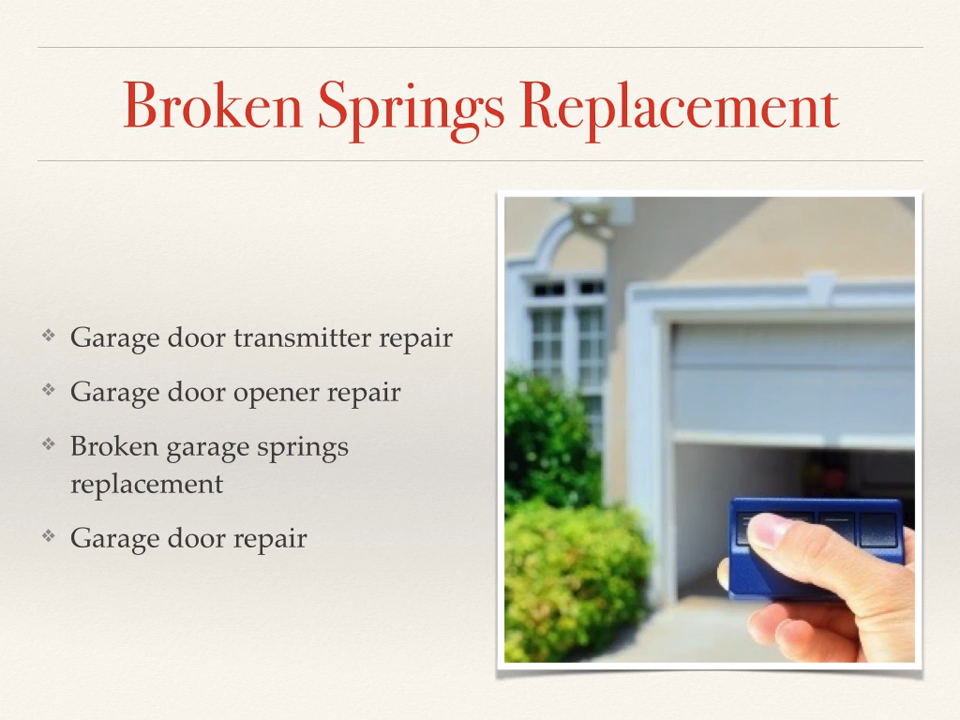 Broken Springs Replacement
Garage door transmitter repair
Garage door opener repair
Broken garage springs
replacement
Garage door repair